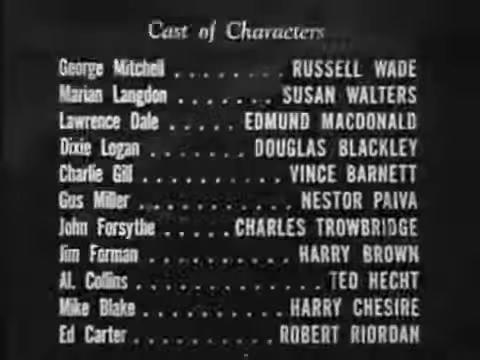 Cast of Characters
George Mitchell . . . . . . . . RUSSELL WADE
Marian Langdon . . . . . . . SUSAN WALTERS
Lawrence Dale . . . . . EDMUND MACDONALD
Dixie Logan . . . . . . . DOUGLAS BLACKLEY
Charlie Gill . . . . . . . . . . . VINCE BARNETT
Gus Miller . . . . . . . . . . . . NESTOR PAIVA
John Forsythe . . . . . CHARLES TROWBRIDGE
Jim Forman . . . . . . . . . . HARRY BROWN
Al. Collins . . . . . . . . . . . . . . TED HECHT
Mike Blake . . . . . . . . . . . HARRY CHESIRE
Ed Carter . . . . . . . . . . ROBERT RIORDAN